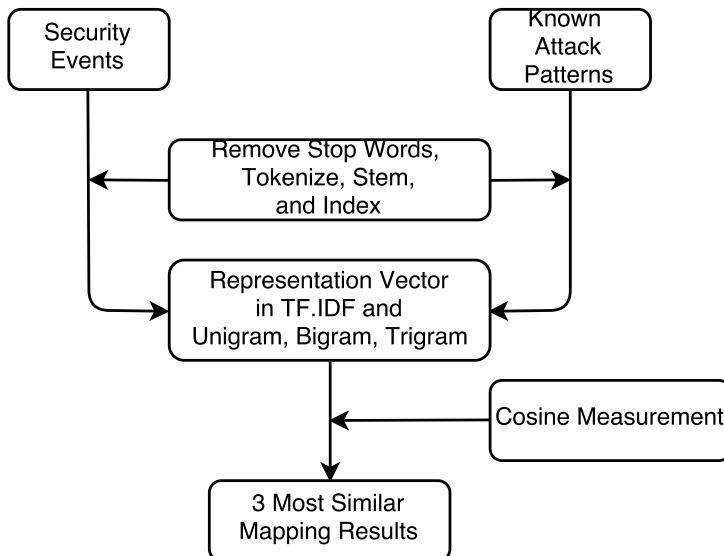 Security
Events
Known
Attack
Patterns
Remove Stop Words,
Tokenize, Stem,
and Index
Representation Vector
in TF.IDF and
Unigram, Bigram, Trigram
Cosine Measurement
3 Most Similar
Mapping Results